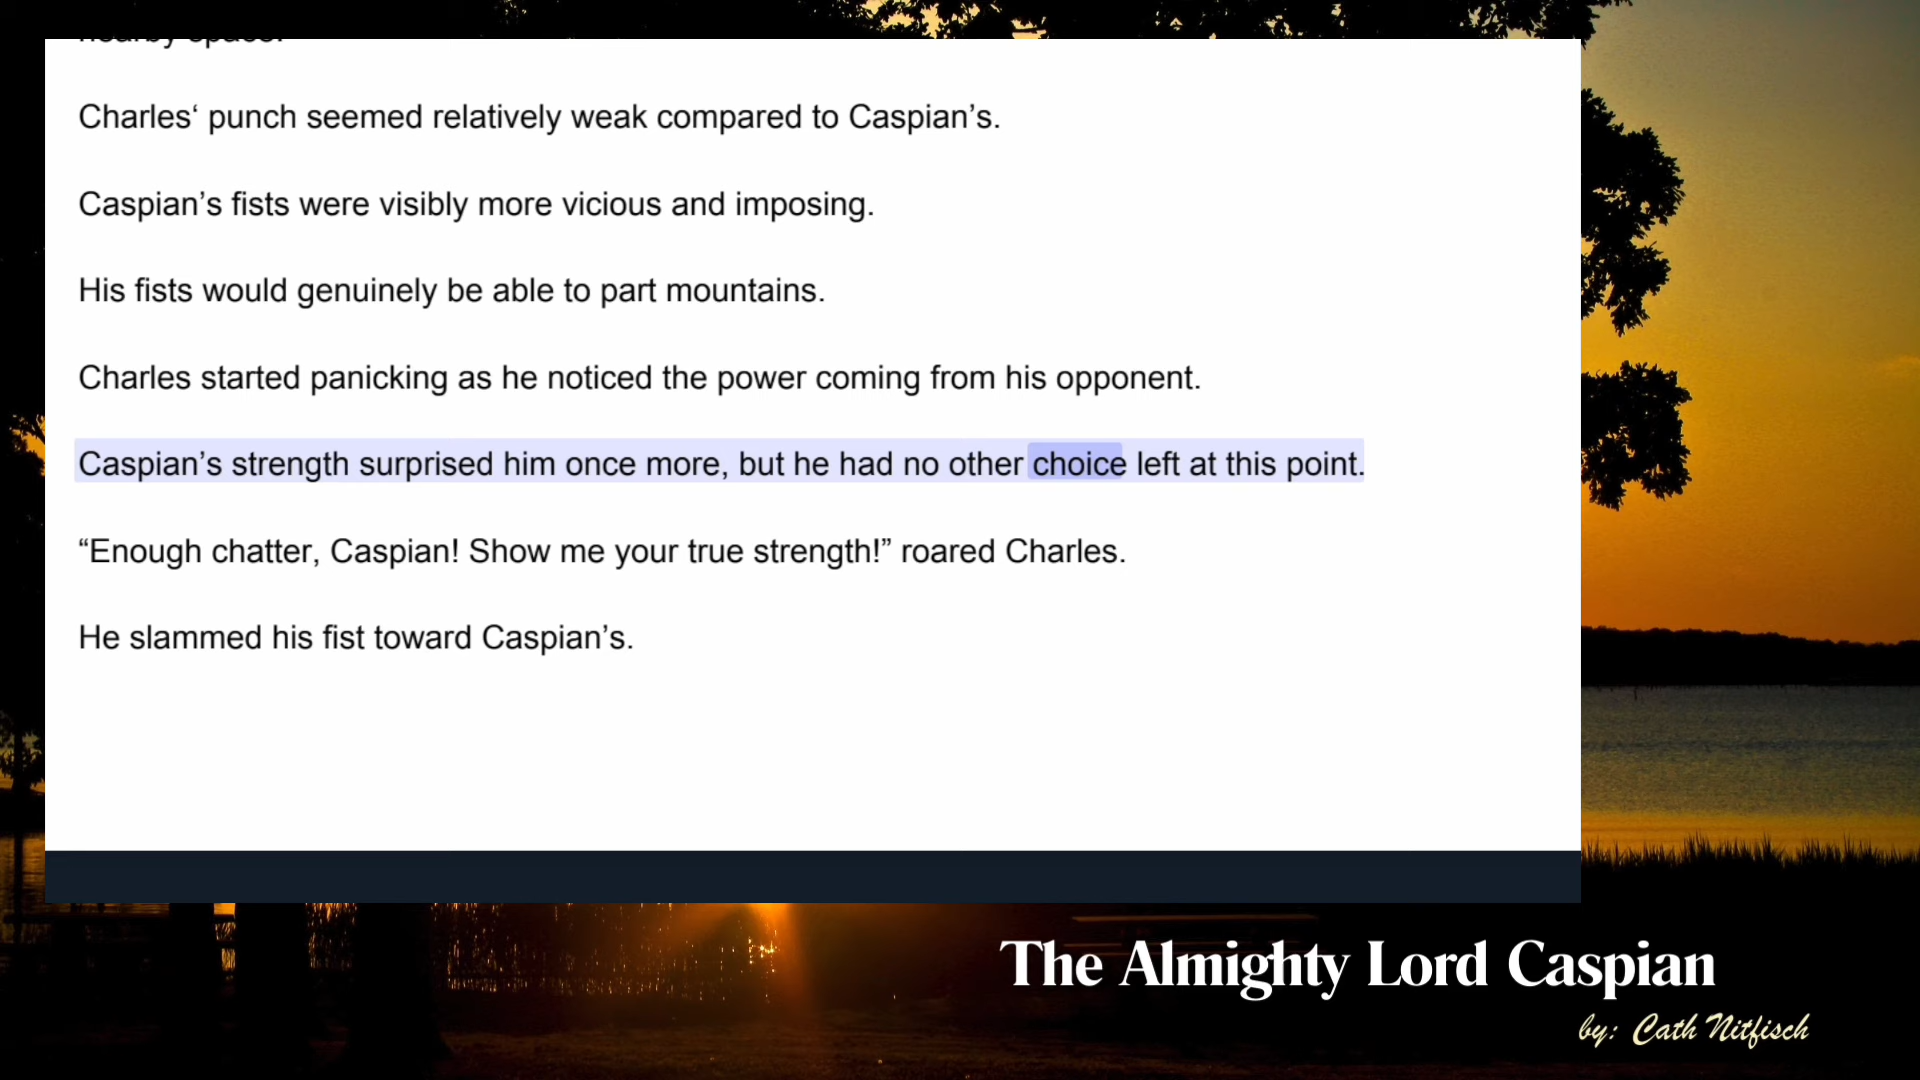 nearby space.
Charles‘ punch seemed relatively weak compared to Caspian’s.
Caspian’s fists were visibly more vicious and imposing.
His fists would genuinely be able to part mountains.
Charles started panicking as he noticed the power coming from his opponent.
Caspian’s strength surprised him once more, but he had no other choice left at this point.
“Enough chatter, Caspian! Show me your true strength!” roared Charles.
He slammed his fist toward Caspian’s.
The Almighty Lord Caspian
by: Cath Nitfisch